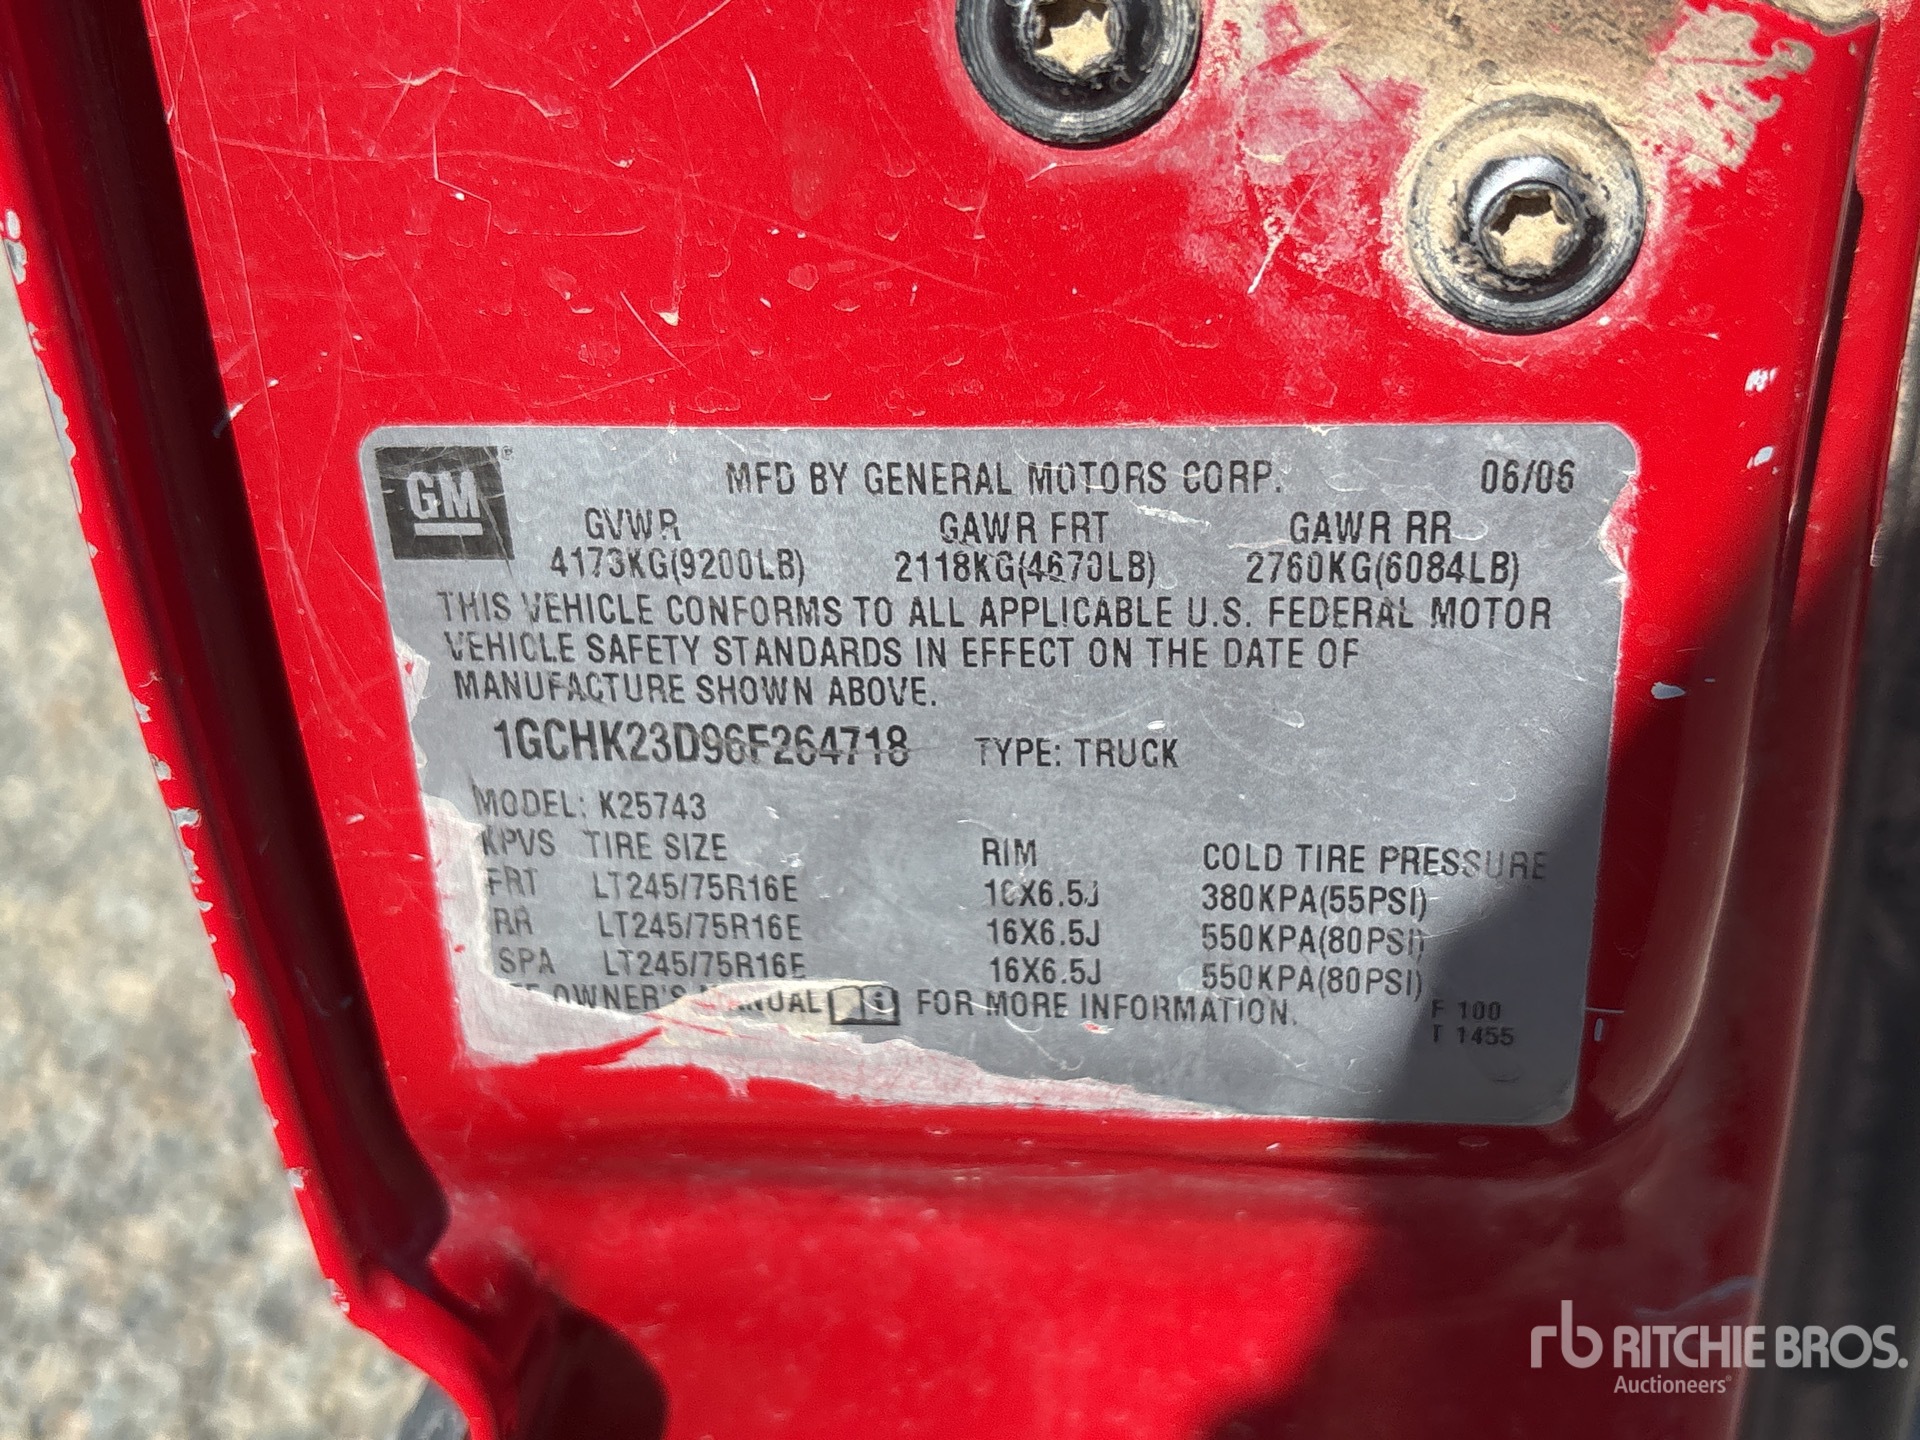 GM
MFD BY GENERAL MOTORS CORP. 06/06
GVWR GAWR FRT GAWR RR
4173KG(9200LB) 2118KG(4670LB) 2760KG(6084LB)
THIS VEHICLE CONFORMS TO ALL APPLICABLE U.S. FEDERAL MOTOR
VEHICLE SAFETY STANDARDS IN EFFECT ON THE DATE OF
MANUFACTURE SHOWN ABOVE.
1GCHK23D96F264718 TYPE: TRUCK
MODEL: K25743
KPVS TIRE SIZE RIM COLD TIRE PRESSURE
FRT LT245/75R16E 16X6.5J 380KPA(55PSI)
RR LT245/75R16E 16X6.5J 550KPA(80PSI)
SPA LT245/75R16E 16X6.5J 550KPA(80PSI)
OWNER'S MANUAL FOR MORE INFORMATION.
F 100
T 1455
rb RITCHIE BROS.
Auctioneers